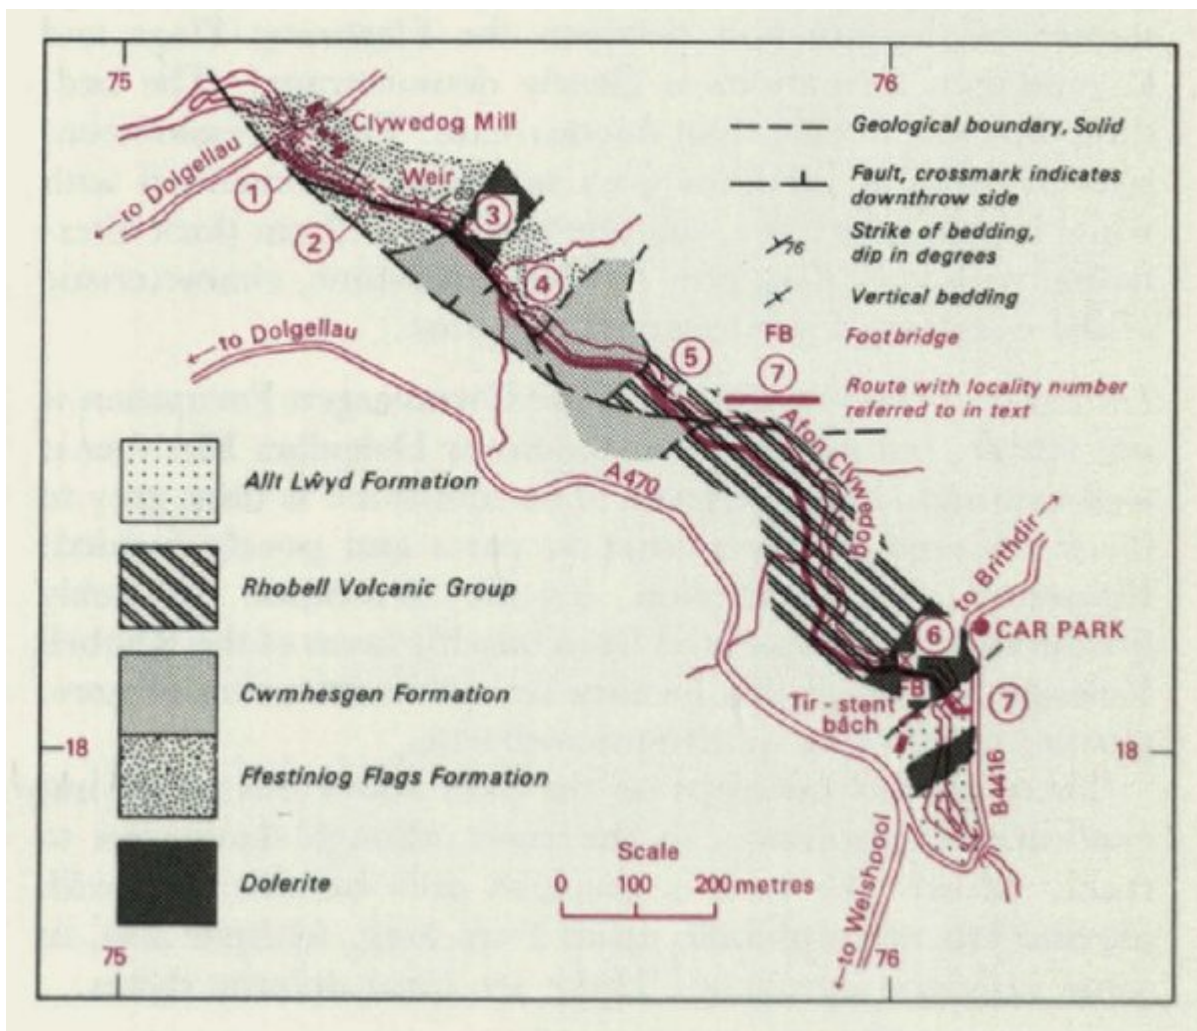 75
76
Clywedog Mill
Weir
to Dolgellau
1
2
3
4
5
Geological boundary, Solid
Fault, crossmark indicates
downthrow side
76
Strike of bedding,
dip in degrees
Vertical bedding
FB
Footbridge
7
Route with locality number
referred to in text
←to Dolgellau
Afon Clywedog
A470
Allt Lŵyd Formation
Rhobell Volcanic Group
Cwmhesgen Formation
Ffestiniog Flags Formation
Dolerite
to Brithdir→
6
CAR PARK
FB
7
Tir-stent
bâch
18
18
B4416
Scale
0 100 200 metres
←to Welshpool
75
76